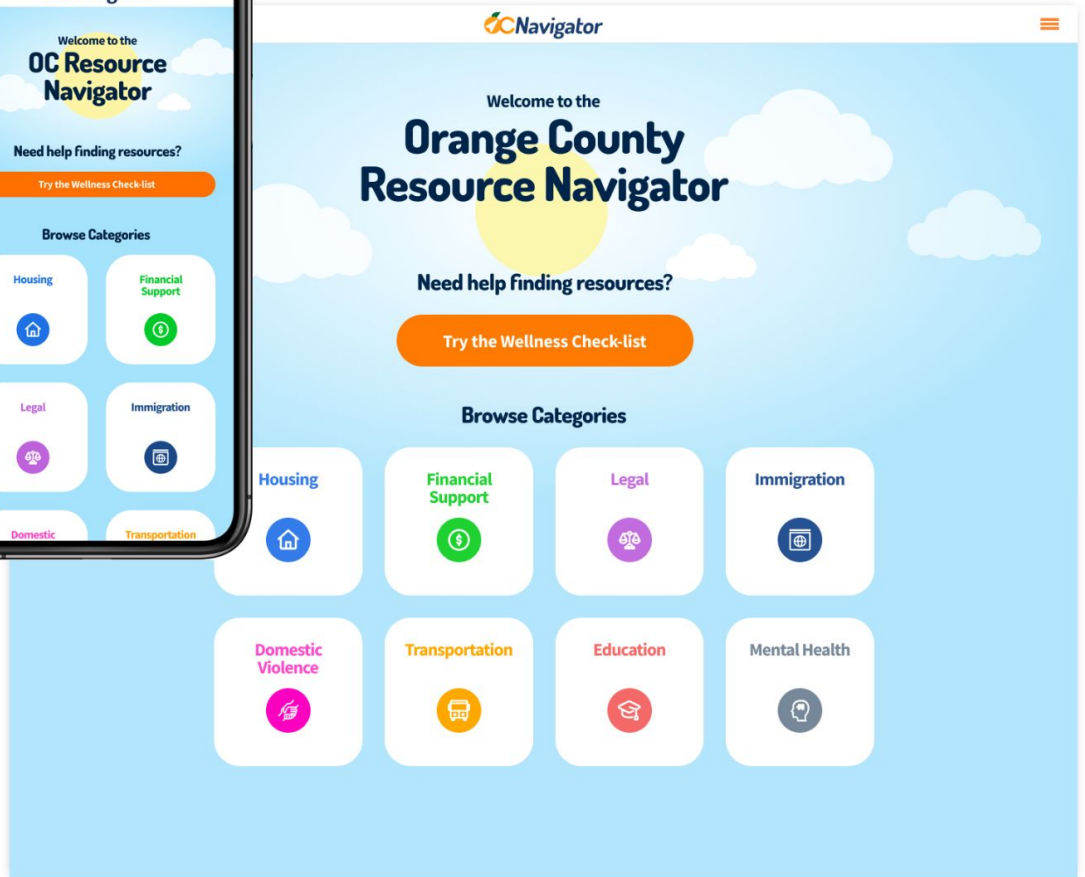 Welcome to the
OC Resource
Navigator
Need help finding resources?
Try the Wellness Check-list
Browse Categories
Housing
Financial
Support
Legal
Immigration
Domestic
Transportation
OCNavigator
Welcome to the
Orange County
Resource Navigator
Need help finding resources?
Try the Wellness Check-list
Browse Categories
Housing
Financial
Support
Legal
Immigration
Domestic
Violence
Transportation
Education
Mental Health